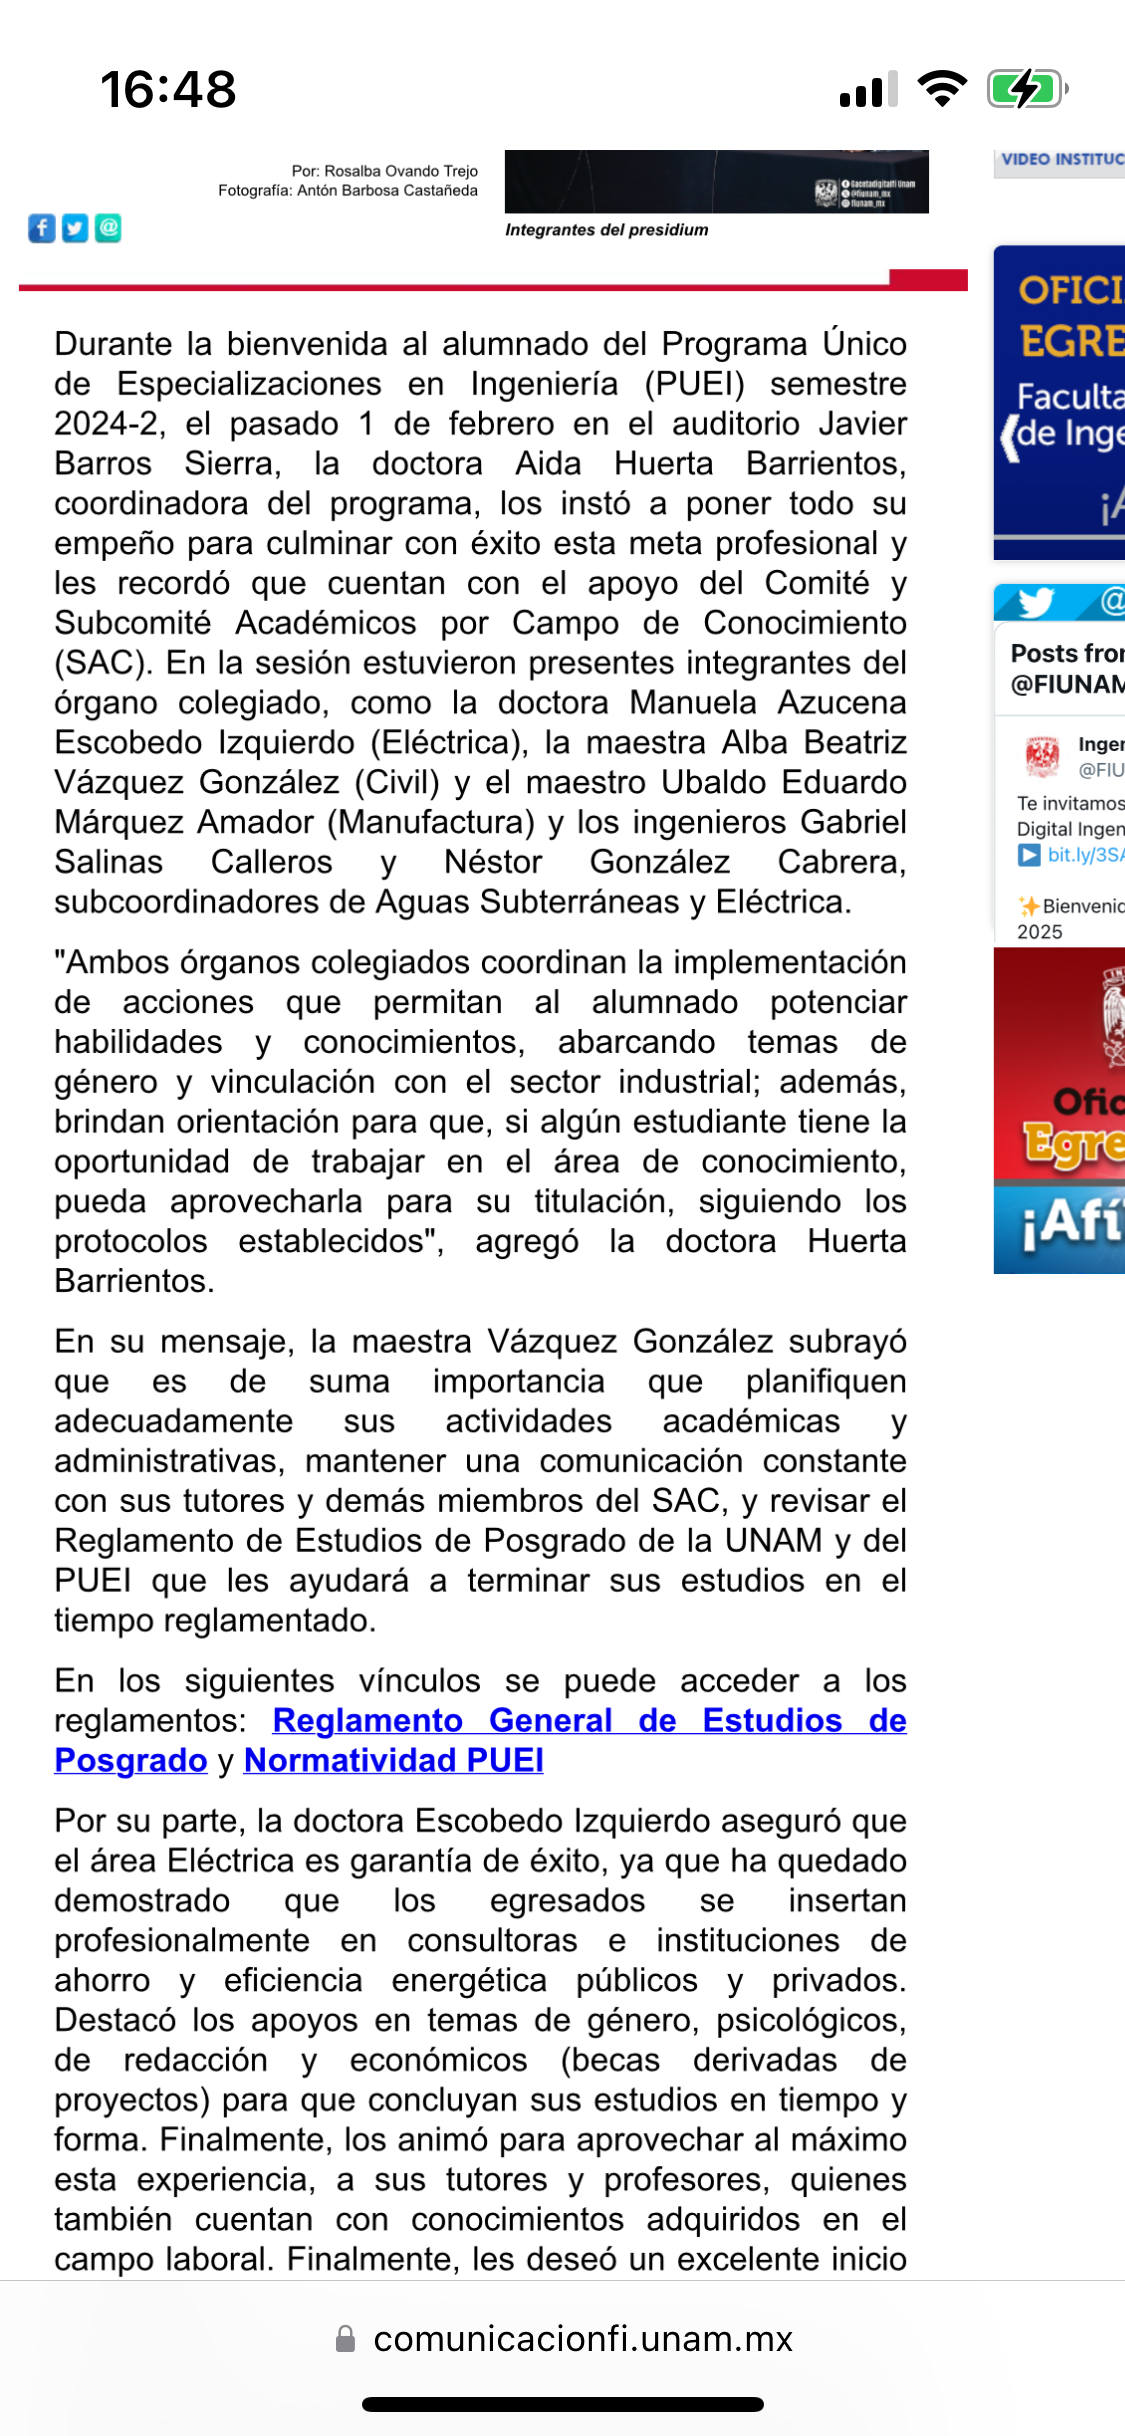 16:48
Por: Rosalba Ovando Trejo
Fotografía: Antón Barbosa Castañeda
Gacetadigitalfi Unam
@fiunam_mx
fiunam_mx
Integrantes del presidium
Durante la bienvenida al alumnado del Programa Único
de Especializaciones en Ingeniería (PUEI) semestre
2024-2, el pasado 1 de febrero en el auditorio Javier
Barros Sierra, la doctora Aida Huerta Barrientos,
coordinadora del programa, los instó a poner todo su
empeño para culminar con éxito esta meta profesional y
les recordó que cuentan con el apoyo del Comité y
Subcomité Académicos por Campo de Conocimiento
(SAC). En la sesión estuvieron presentes integrantes del
órgano colegiado, como la doctora Manuela Azucena
Escobedo Izquierdo (Eléctrica), la maestra Alba Beatriz
Vázquez González (Civil) y el maestro Ubaldo Eduardo
Márquez Amador (Manufactura) y los ingenieros Gabriel
Salinas Calleros y Néstor González Cabrera,
subcoordinadores de Aguas Subterráneas y Eléctrica.
"Ambos órganos colegiados coordinan la implementación
de acciones que permitan al alumnado potenciar
habilidades y conocimientos, abarcando temas de
género y vinculación con el sector industrial; además,
brindan orientación para que, si algún estudiante tiene la
oportunidad de trabajar en el área de conocimiento,
pueda aprovecharla para su titulación, siguiendo los
protocolos establecidos", agregó la doctora Huerta
Barrientos.
En su mensaje, la maestra Vázquez González subrayó
que es de suma importancia que planifiquen
adecuadamente sus actividades académicas y
administrativas, mantener una comunicación constante
con sus tutores y demás miembros del SAC, y revisar el
Reglamento de Estudios de Posgrado de la UNAM y del
PUEI que les ayudará a terminar sus estudios en el
tiempo reglamentado.
En los siguientes vínculos se puede acceder a los
reglamentos: Reglamento General de Estudios de
Posgrado y Normatividad PUEI
Por su parte, la doctora Escobedo Izquierdo aseguró que
el área Eléctrica es garantía de éxito, ya que ha quedado
demostrado que los egresados se insertan
profesionalmente en consultoras e instituciones de
ahorro y eficiencia energética públicos y privados.
Destacó los apoyos en temas de género, psicológicos,
de redacción y económicos (becas derivadas de
proyectos) para que concluyan sus estudios en tiempo y
forma. Finalmente, los animó para aprovechar al máximo
esta experiencia, a sus tutores y profesores, quienes
también cuentan con conocimientos adquiridos en el
campo laboral. Finalmente, les deseó un excelente inicio
VIDEO INSTITUC
OFICI
EGRE
Faculta
de Inge
¡A
@
Posts from
@FIUNAM
Inger
@FIU
Te invitamos
Digital Ingen
bit.ly/3SA
Bienvenid
2025
Ofic
Egre
¡Afí
comunicacionfi.unam.mx